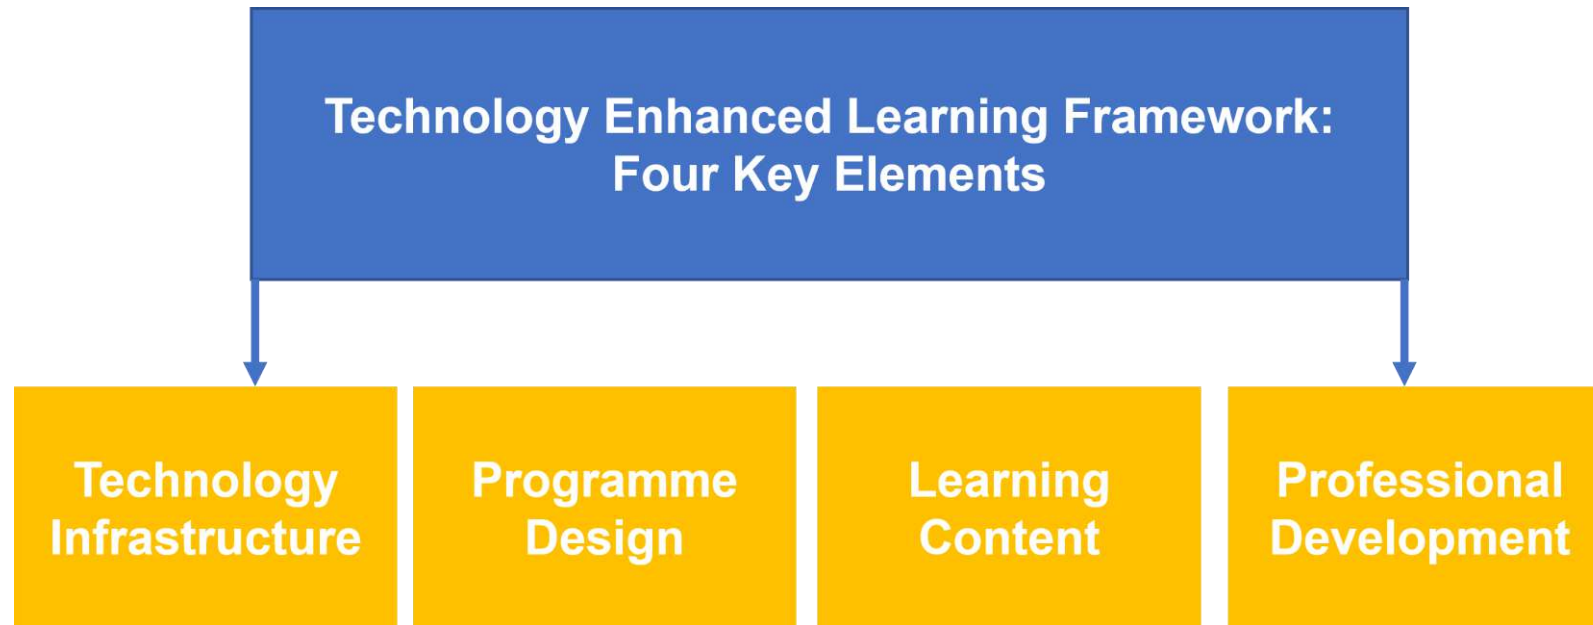 Technology Enhanced Learning Framework:
Four Key Elements
Technology
Infrastructure
Programme
Design
Learning
Content
Professional
Development